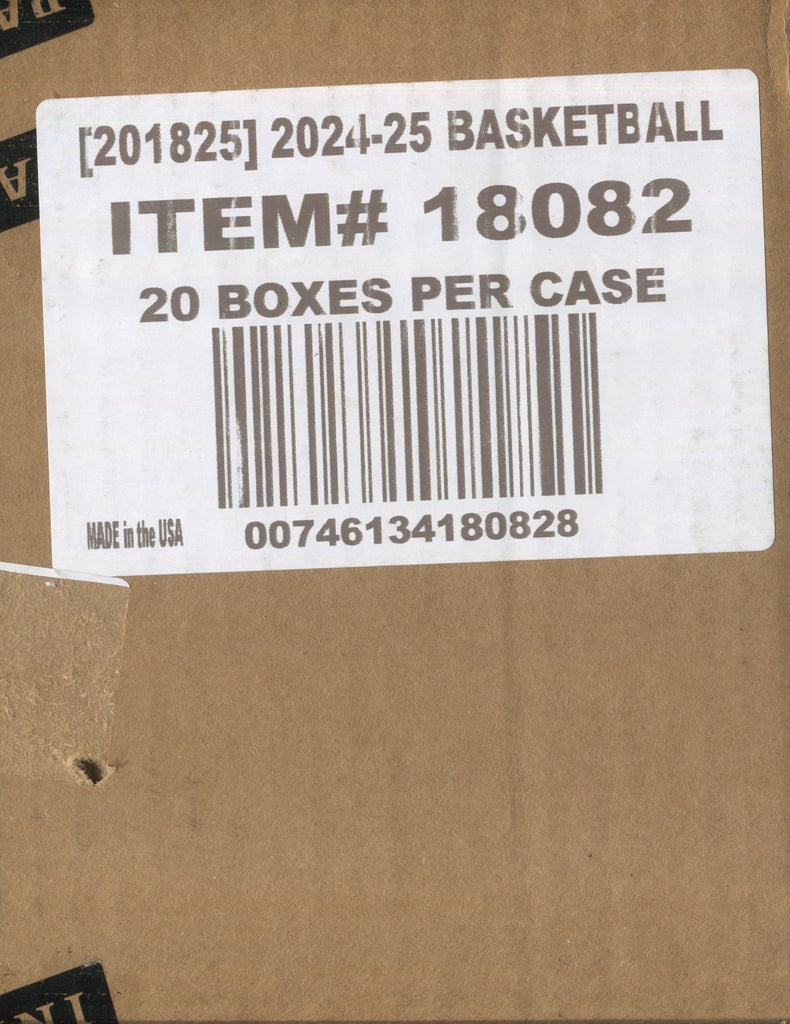 [201825] 2024-25 BASKETBALL
ITEM# 18082
20 BOXES PER CASE
MADE in the USA
00746134180828